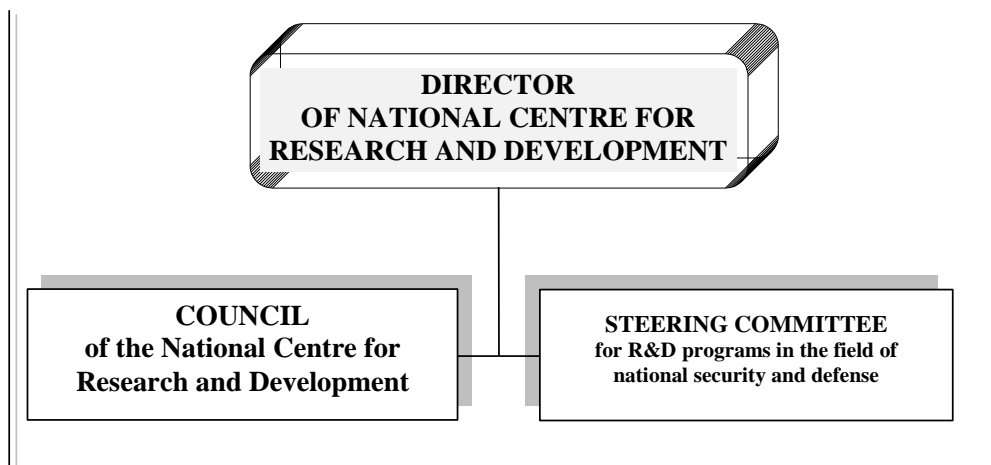 DIRECTOR
OF NATIONAL CENTRE FOR
RESEARCH AND DEVELOPMENT
COUNCIL
of the National Centre for
Research and Development
STEERING COMMITTEE
for R&D programs in the field of
national security and defense